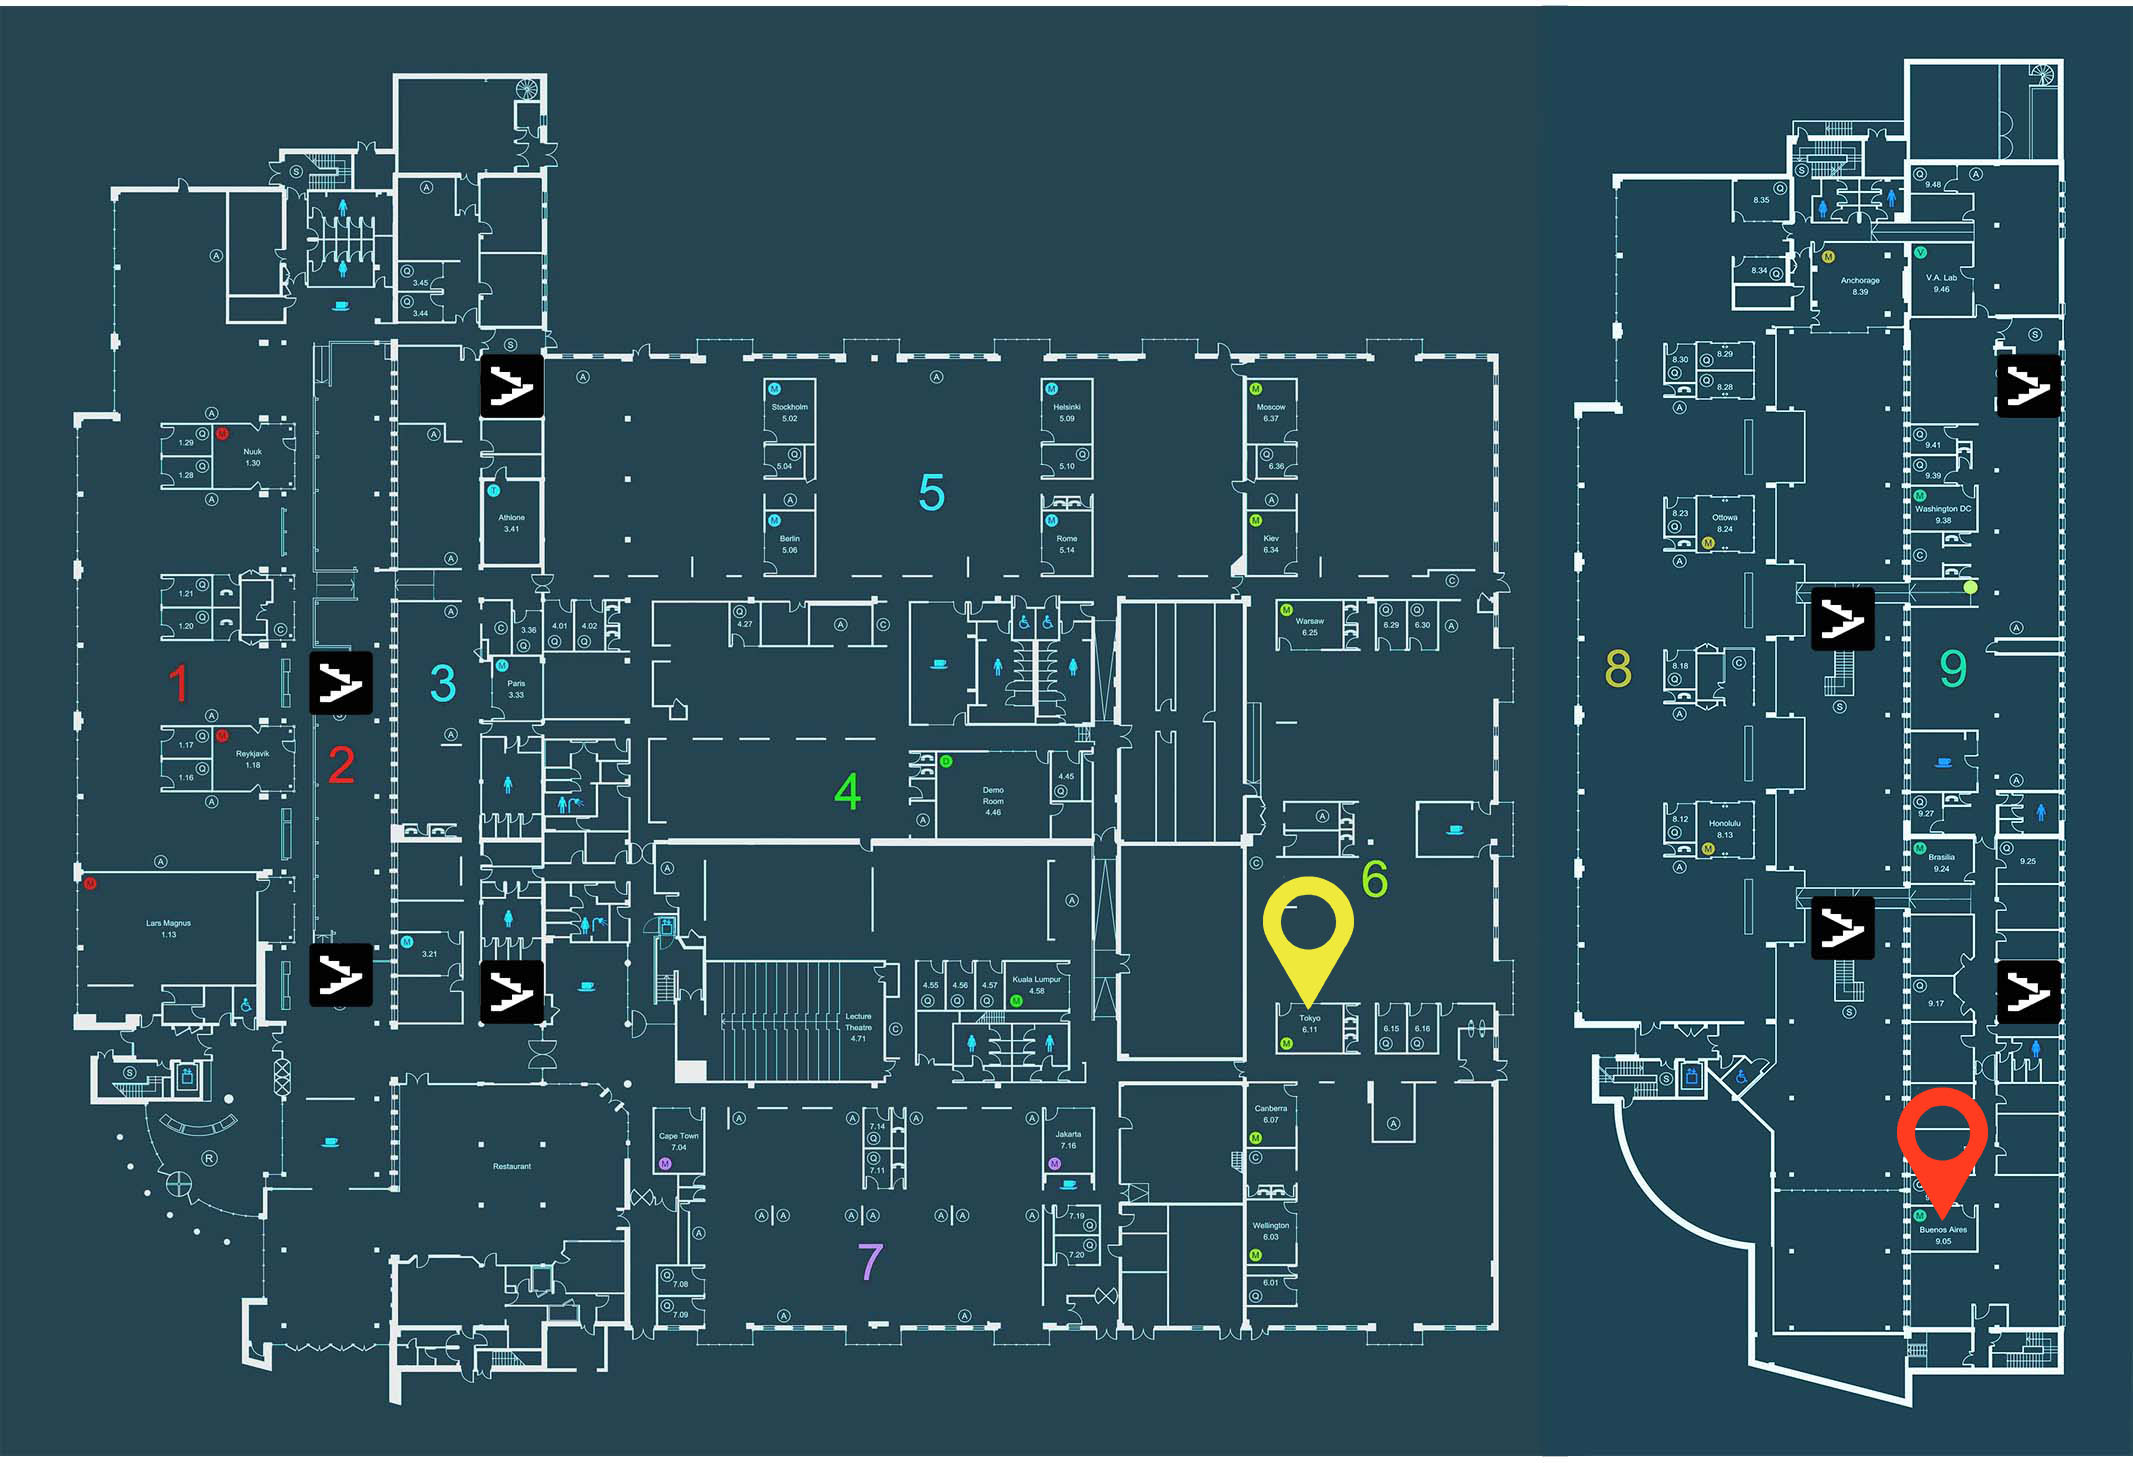 S
A
A
Q
3.45
Q
3.44
S
A
A
A
M
Stockholm
5.02
Q
5.04
A
M
Berlin
5.06
M
Helsinki
5.09
Q
5.10
M
Rome
5.14
5
M
Moscow
6.37
Q
6.36
A
M
Kiev
6.34
C
A
1.29
Q
M
Nuuk
1.30
1.28
Q
A
A
T
Athlone
3.41
A
1.21
Q
1.20
Q
C
1
A
1.17
Q
M
Reykjavik
1.18
1.16
Q
A
2
A
M
Lars Magnus
1.13
A
C
3.36
Q
4.01
Q
4.02
Q
M
Paris
3.33
3
A
M
3.21
Q
4.27
A
C
4
D
Demo
Room
4.46
4.45
Q
A
A
A
4.55
Q
4.56
Q
4.57
Q
Kuala Lumpur
4.58
M
Lecture
Theatre
4.71
C
M
Warsaw
6.25
Q
6.29
Q
6.30
A
A
C
6
Tokyo
6.11
M
6.15
Q
6.16
Q
S
R
Restaurant
Cape Town
7.04
M
A
A
7.14
Q
Q
7.11
A
A
Jakarta
7.16
M
A
A
A
A
A
A
A
A
7.19
Q
Q
7.20
7
Q
7.08
Q
7.09
A
A
Canberra
6.07
M
C
Wellington
6.03
M
6.01
Q
A
S
Q
8.35
8.34
Q
M
Anchorage
8.39
Q
9.48
A
V
V.A. Lab
9.46
S
8.30
Q
Q
8.29
Q
8.28
A
8.23
Q
Ottowa
8.24
M
A
8
8.18
Q
C
A
8.12
Q
Honolulu
8.13
M
A
S
S
S
Q
9.41
Q
9.39
M
Washington DC
9.38
C
A
9
A
Q
9.27
M
Brasilia
9.24
Q
9.25
Q
9.17
Q
M
Buenos Aires
9.05